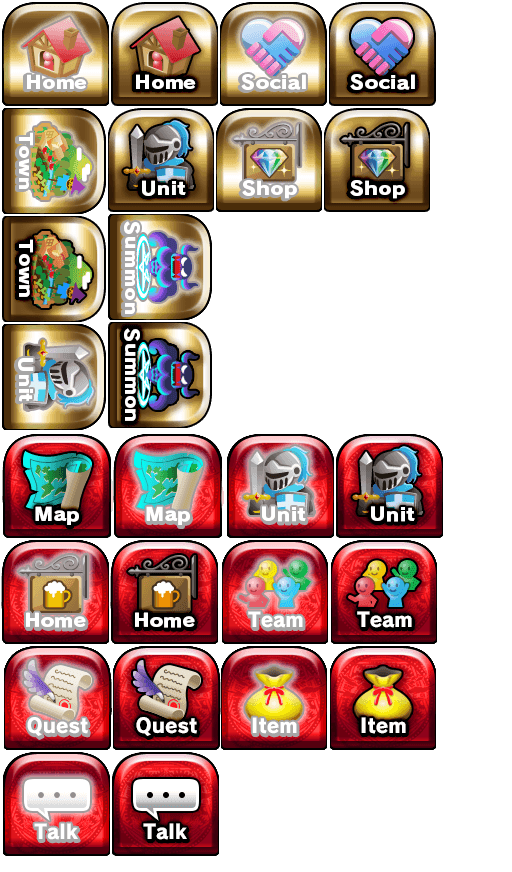 Home
Home
Social
Social
Town
Unit
Shop
Shop
Town
Summon
Unit
Summon
Map
Map
Unit
Unit
Home
Home
Team
Team
Quest
Quest
Item
Item
Talk
Talk